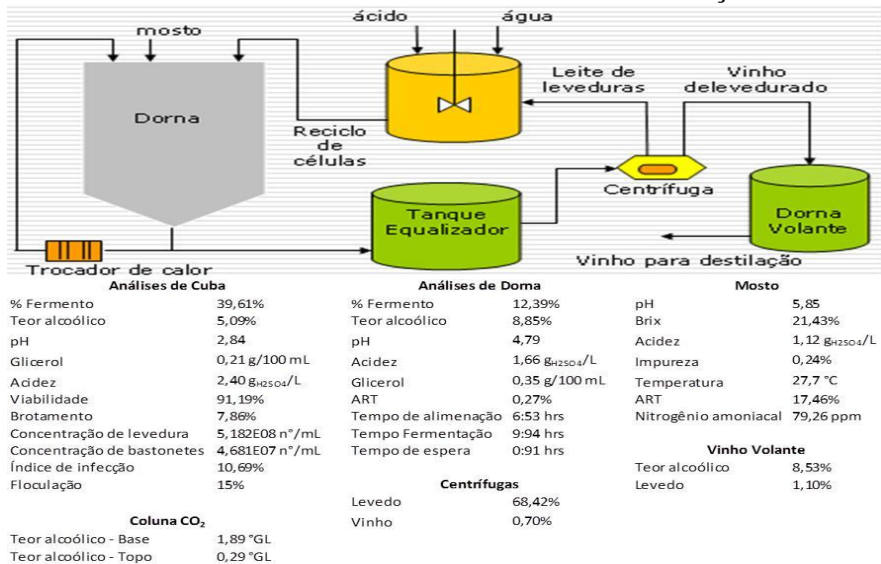 ácido
água
mosto
Leite de
leveduras
Vinho
delevedurado
Dorna
Reciclo
de
células
Centrífuga
Tanque
Equalizador
Dorna
Volante
Trocador de calor
Vinho para destilação
Análises de Cuba
% Fermento 39,61%
Teor alcoólico 5,09%
pH 2,84
Glicerol 0,21 g/100 mL
Acidez 2,40 gH2SO4/L
Viabilidade 91,19%
Brotamento 7,86%
Concentração de levedura 5,182E08 n°/mL
Concentração de bastonetes 4,681E07 n°/mL
Índice de infecção 10,69%
Floculação 15%
Coluna CO2
Teor alcoólico - Base 1,89 °GL
Teor alcoólico - Topo 0,29 °GL
Análises de Dorna
% Fermento 12,39%
Teor alcoólico 8,85%
pH 4,79
Acidez 1,66 gH2SO4/L
Glicerol 0,35 g/100 mL
ART 0,27%
Tempo de alimenação 6:53 hrs
Tempo Fermentação 9:94 hrs
Tempo de espera 0:91 hrs
Centrífugas
Levedo 68,42%
Vinho 0,70%
Mosto
pH 5,85
Brix 21,43%
Acidez 1,12 gH2SO4/L
Impureza 0,24%
Temperatura 27,7 °C
ART 17,46%
Nitrogênio amoniacal 79,26 ppm
Vinho Volante
Teor alcoólico 8,53%
Levedo 1,10%